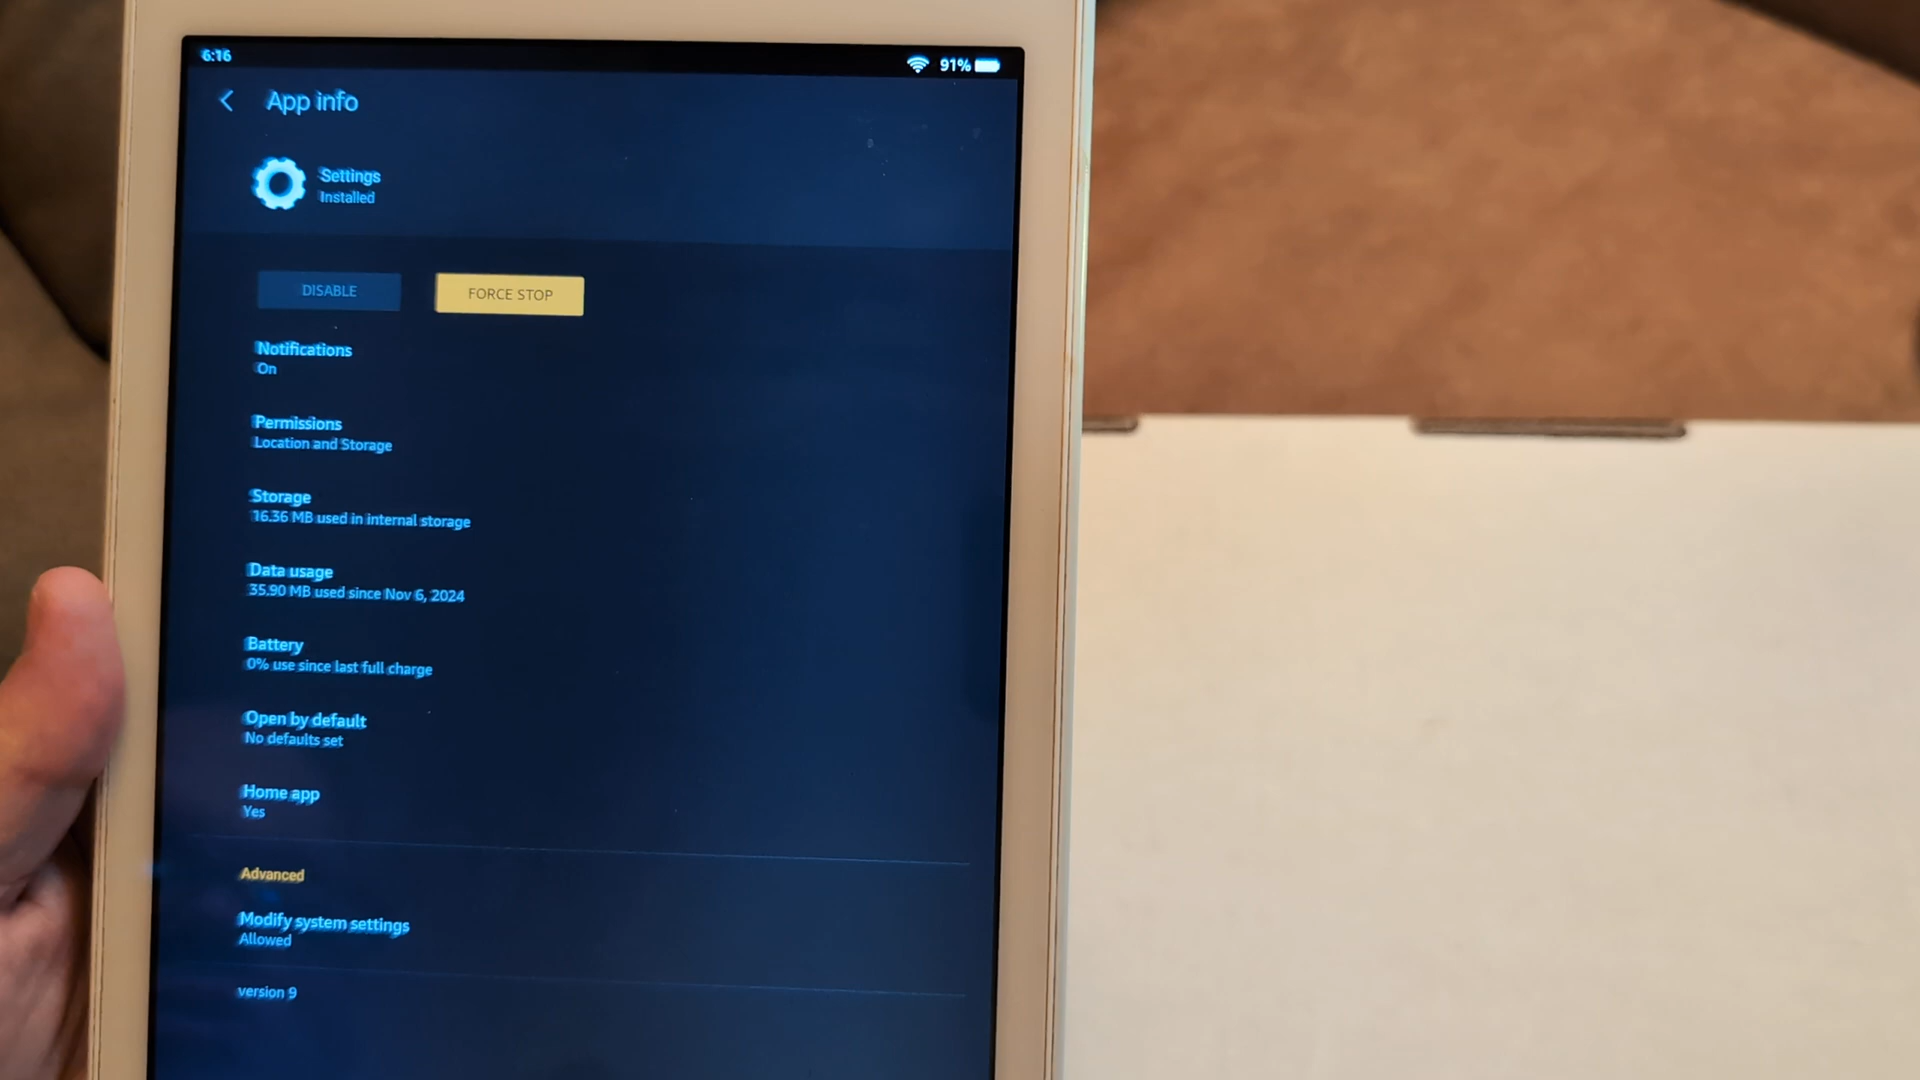 6:16
91%
App info
Settings
Installed
DISABLE
FORCE STOP
Notifications
On
Permissions
Location and Storage
Storage
16.36 MB used in internal storage
Data usage
35.90 MB used since Nov 6, 2024
Battery
0% use since last full charge
Open by default
No defaults set
Home app
Yes
Advanced
Modify system settings
Allowed
version 9